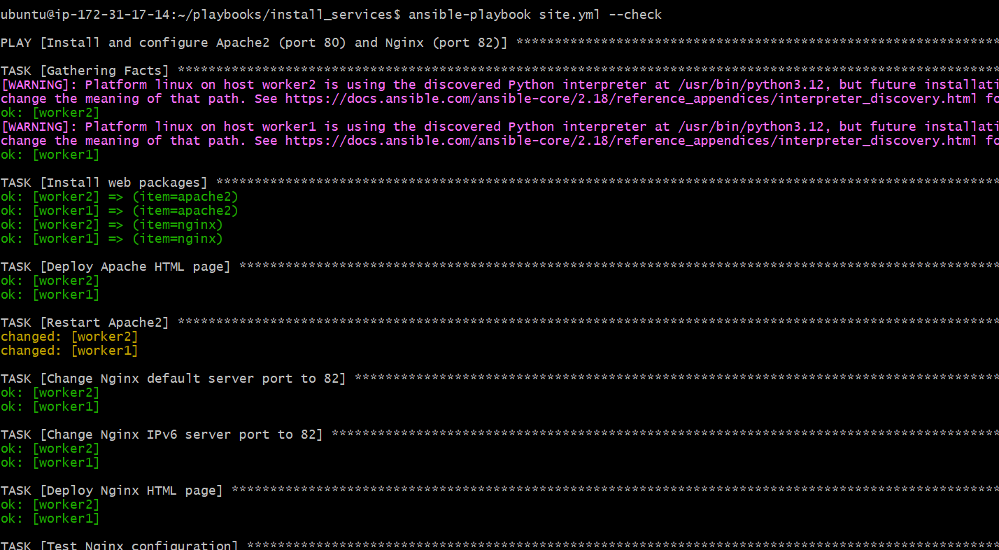 ubuntu@ip-172-31-17-14:~/playbooks/install_services$ ansible-playbook site.yml --check
PLAY [Install and configure Apache2 (port 80) and Nginx (port 82)] ***************************************************************
TASK [Gathering Facts] ***********************************************************************************************************
[WARNING]: Platform linux on host worker2 is using the discovered Python interpreter at /usr/bin/python3.12, but future installati
change the meaning of that path. See https://docs.ansible.com/ansible-core/2.18/reference_appendices/interpreter_discovery.html fo
ok: [worker2]
[WARNING]: Platform linux on host worker1 is using the discovered Python interpreter at /usr/bin/python3.12, but future installati
change the meaning of that path. See https://docs.ansible.com/ansible-core/2.18/reference_appendices/interpreter_discovery.html fo
ok: [worker1]
TASK [Install web packages] ******************************************************************************************************
ok: [worker2] => (item=apache2)
ok: [worker1] => (item=apache2)
ok: [worker2] => (item=nginx)
ok: [worker1] => (item=nginx)
TASK [Deploy Apache HTML page] ***************************************************************************************************
ok: [worker2]
ok: [worker1]
TASK [Restart Apache2] ***********************************************************************************************************
changed: [worker2]
changed: [worker1]
TASK [Change Nginx default server port to 82] ************************************************************************************
ok: [worker2]
ok: [worker1]
TASK [Change Nginx IPv6 server port to 82] ***************************************************************************************
ok: [worker2]
ok: [worker1]
TASK [Deploy Nginx HTML page] ****************************************************************************************************
ok: [worker2]
ok: [worker1]
TASK [Test Nginx configuration] **************************************************************************************************